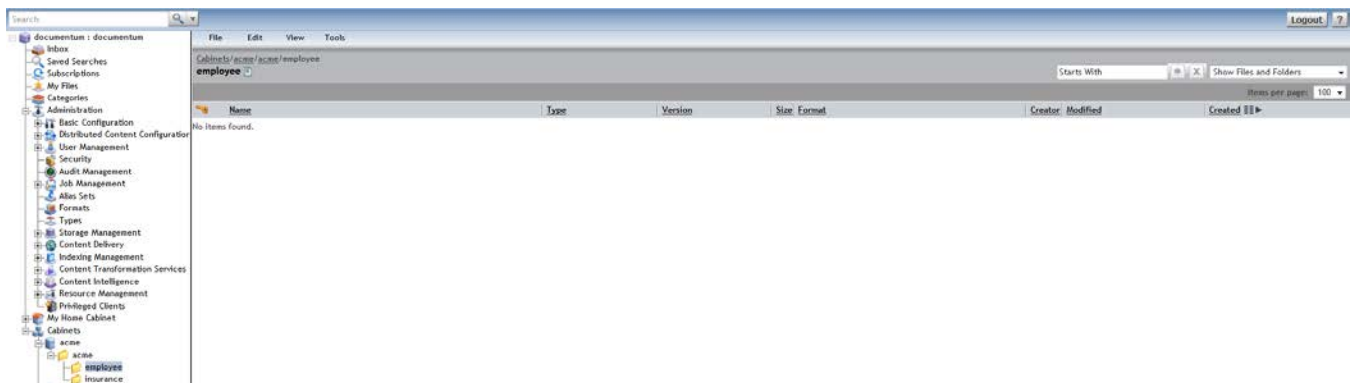 Search
Logout ?
documentum : documentum
Inbox
Saved Searches
Subscriptions
My Files
Categories
Administration
Basic Configuration
Distributed Content Configuration
User Management
Security
Audit Management
Job Management
Alias Sets
Formats
Types
Storage Management
Content Delivery
Indexing Management
Content Transformation Services
Content Intelligence
Resource Management
Privileged Clients
My Home Cabinet
Cabinets
acme
acme
employee
insurance
File Edit View Tools
Cabinets/acme/acme/employee
employee
Starts With X Show Files and Folders
Items per page: 100
Name Type Version Size Format Creator Modified Created
No items found.